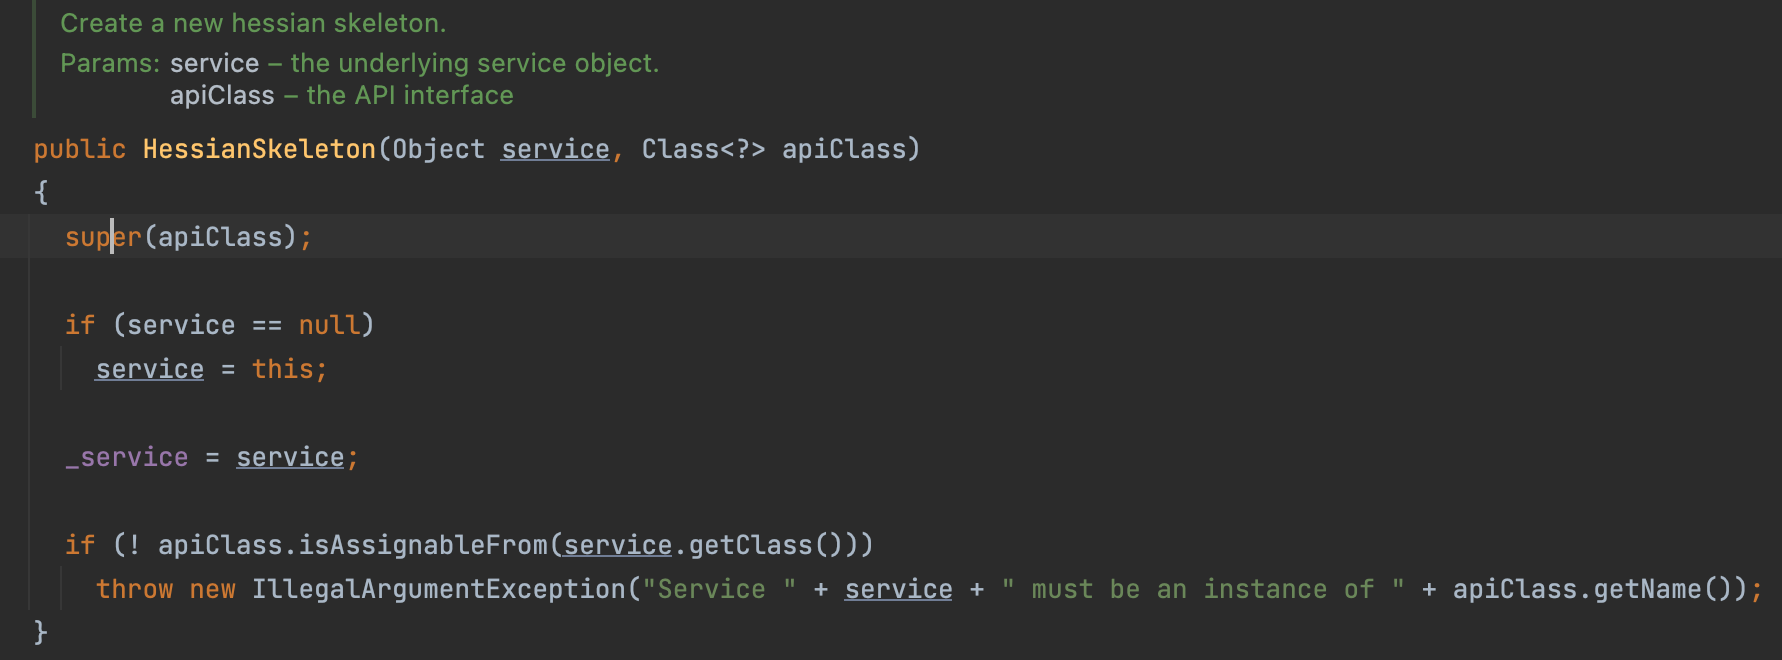 Create a new hessian skeleton.
Params: service – the underlying service object.
apiClass – the API interface
public HessianSkeleton(Object service, Class<?> apiClass)
{
super(apiClass);
if (service == null)
service = this;
_service = service;
if (! apiClass.isAssignableFrom(service.getClass()))
throw new IllegalArgumentException("Service " + service + " must be an instance of " + apiClass.getName());
}